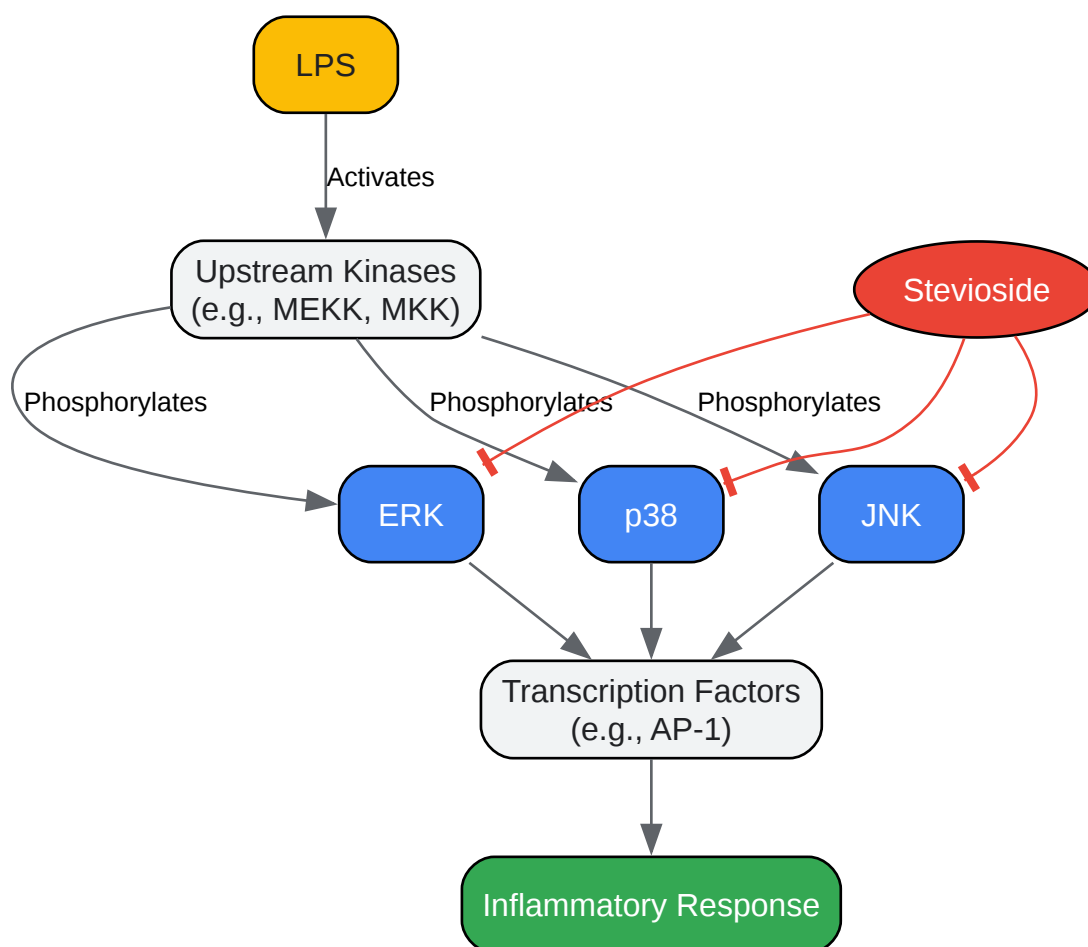 LPS
Activates
Upstream Kinases
(e.g., MEKK, MKK)
Stevioside
Phosphorylates
Phosphorylates
Phosphorylates
ERK
p38
JNK
Transcription Factors
(e.g., AP-1)
Inflammatory Response